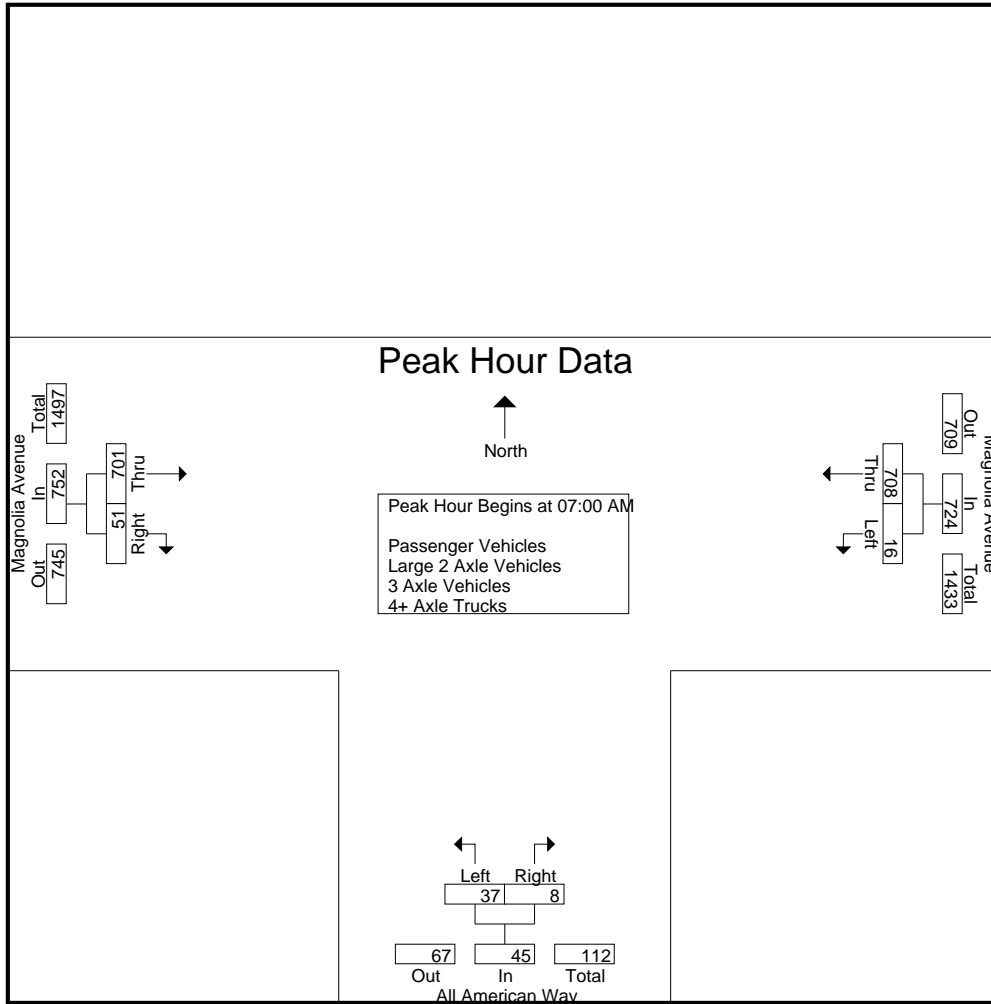 Peak Hour Data
North
Peak Hour Begins at 07:00 AM
Passenger Vehicles
Large 2 Axle Vehicles
3 Axle Vehicles
4+ Axle Trucks
Magnolia Avenue
Out In Total
745 752 1497
Right Thru
51 701
Magnolia Avenue
Out In Total
709 724 1433
Thru Left
708 16
Left Right
37 8
67 45 112
Out In Total
All American Way